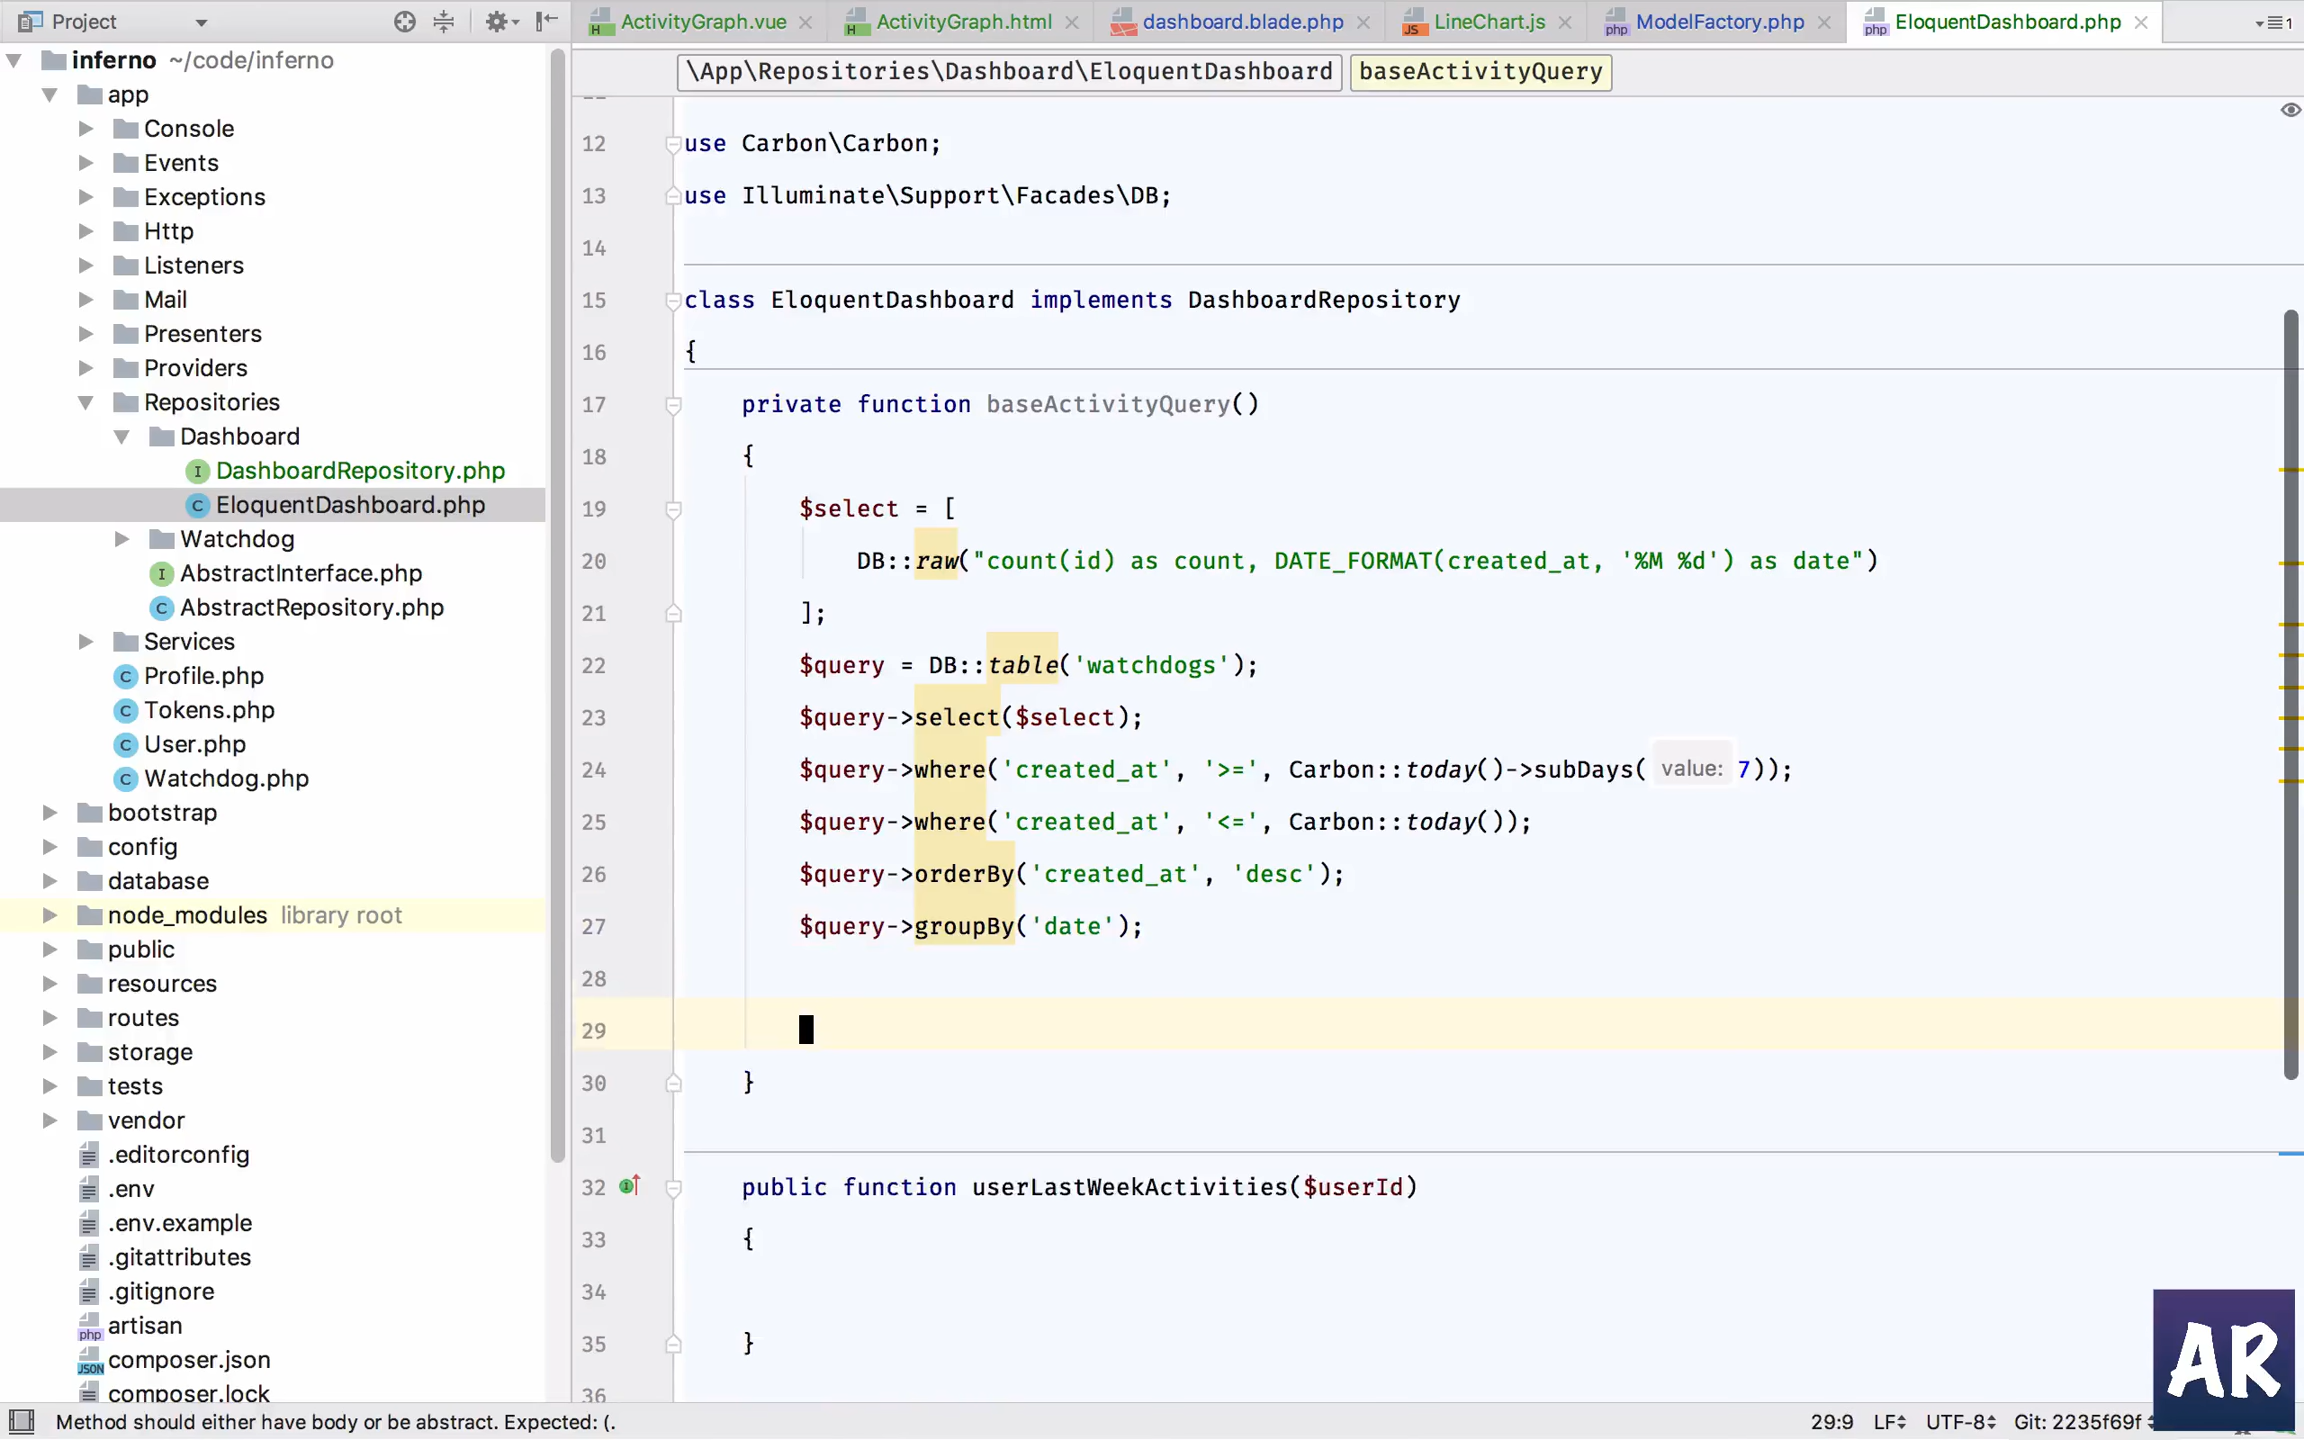 Project
ActivityGraph.vue
ActivityGraph.html
dashboard.blade.php
LineChart.js
ModelFactory.php
EloquentDashboard.php
1
\App\Repositories\Dashboard\EloquentDashboard
baseActivityQuery
inferno ~/code/inferno
app
Console
Events
Exceptions
Http
Listeners
Mail
Presenters
Providers
Repositories
Dashboard
DashboardRepository.php
EloquentDashboard.php
Watchdog
AbstractInterface.php
AbstractRepository.php
Services
Profile.php
Tokens.php
User.php
Watchdog.php
bootstrap
config
database
node_modules library root
public
resources
routes
storage
tests
vendor
.editorconfig
.env
.env.example
.gitattributes
.gitignore
artisan
composer.json
composer.lock
12 use Carbon\Carbon;
13 use Illuminate\Support\Facades\DB;
14
15 class EloquentDashboard implements DashboardRepository
16 {
17 private function baseActivityQuery()
18 {
19 $select = [
20 DB::raw("count(id) as count, DATE_FORMAT(created_at, '%M %d') as date")
21 ];
22 $query = DB::table('watchdogs');
23 $query->select($select);
24 $query->where('created_at', '>=', Carbon::today()->subDays( value: 7));
25 $query->where('created_at', '<=', Carbon::today());
26 $query->orderBy('created_at', 'desc');
27 $query->groupBy('date');
28
29
30 }
31
32 public function userLastWeekActivities($userId)
33 {
34
35 }
36
AR
Method should either have body or be abstract. Expected: (.
29:9 LF UTF-8 Git: 2235f69f